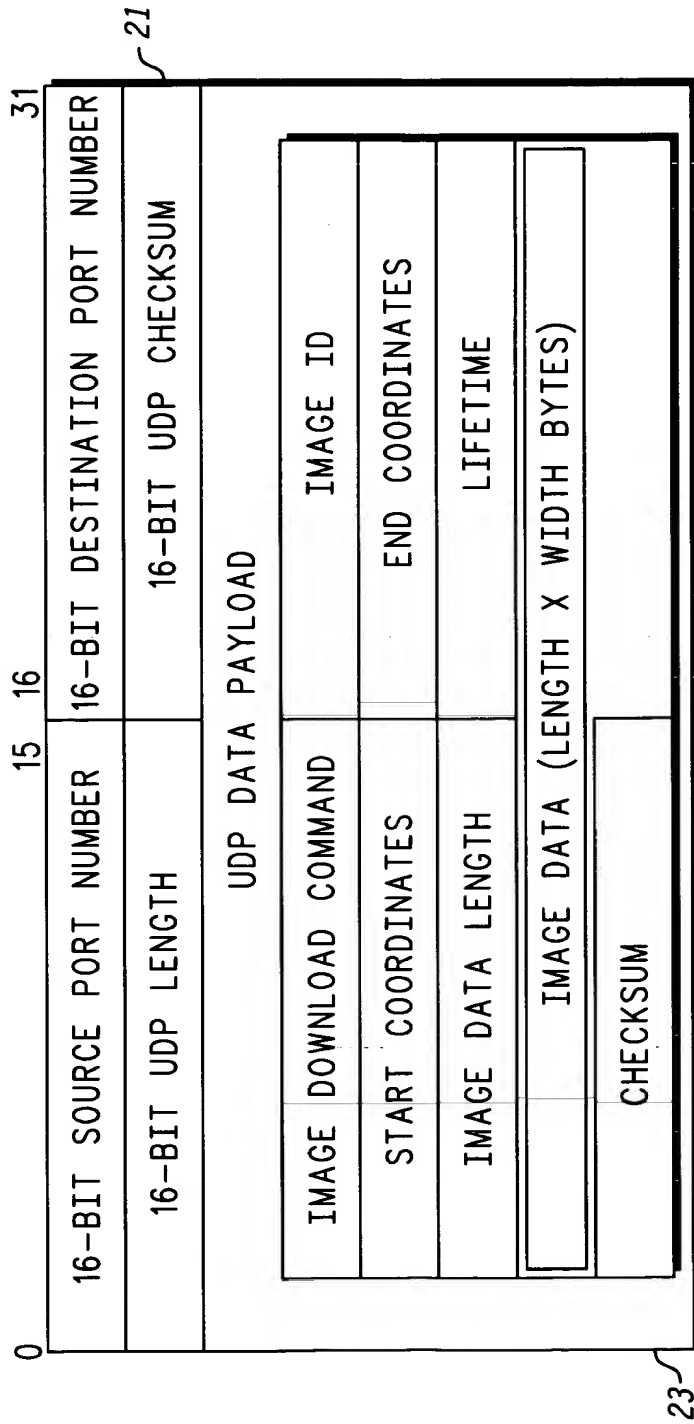 0 15 16 31
16-BIT SOURCE PORT NUMBER 16-BIT DESTINATION PORT NUMBER
21
16-BIT UDP LENGTH 16-BIT UDP CHECKSUM
UDP DATA PAYLOAD
IMAGE DOWNLOAD COMMAND IMAGE ID
START COORDINATES END COORDINATES
IMAGE DATA LENGTH LIFETIME
IMAGE DATA (LENGTH X WIDTH BYTES)
CHECKSUM
23